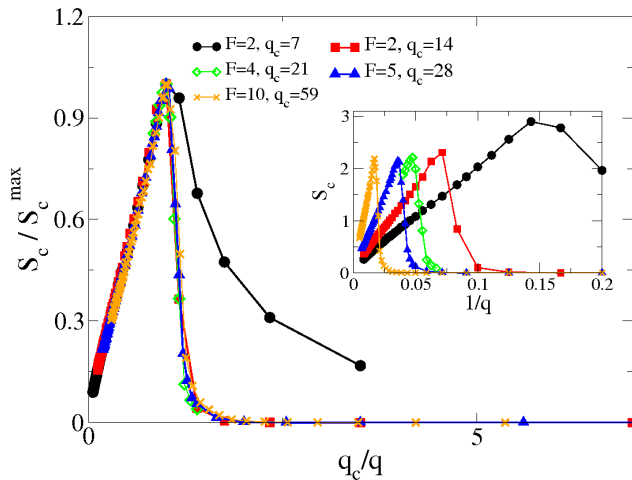 1.2
F=2, q_c=7
F=2, q_c=14
F=4, q_c=21
F=5, q_c=28
F=10, q_c=59
0.9
S_c / S_c^max
0.6
0.3
0
0
5
q_c/q
3
S_c
2
1
0
0
0.05
0.1
0.15
0.2
1/q